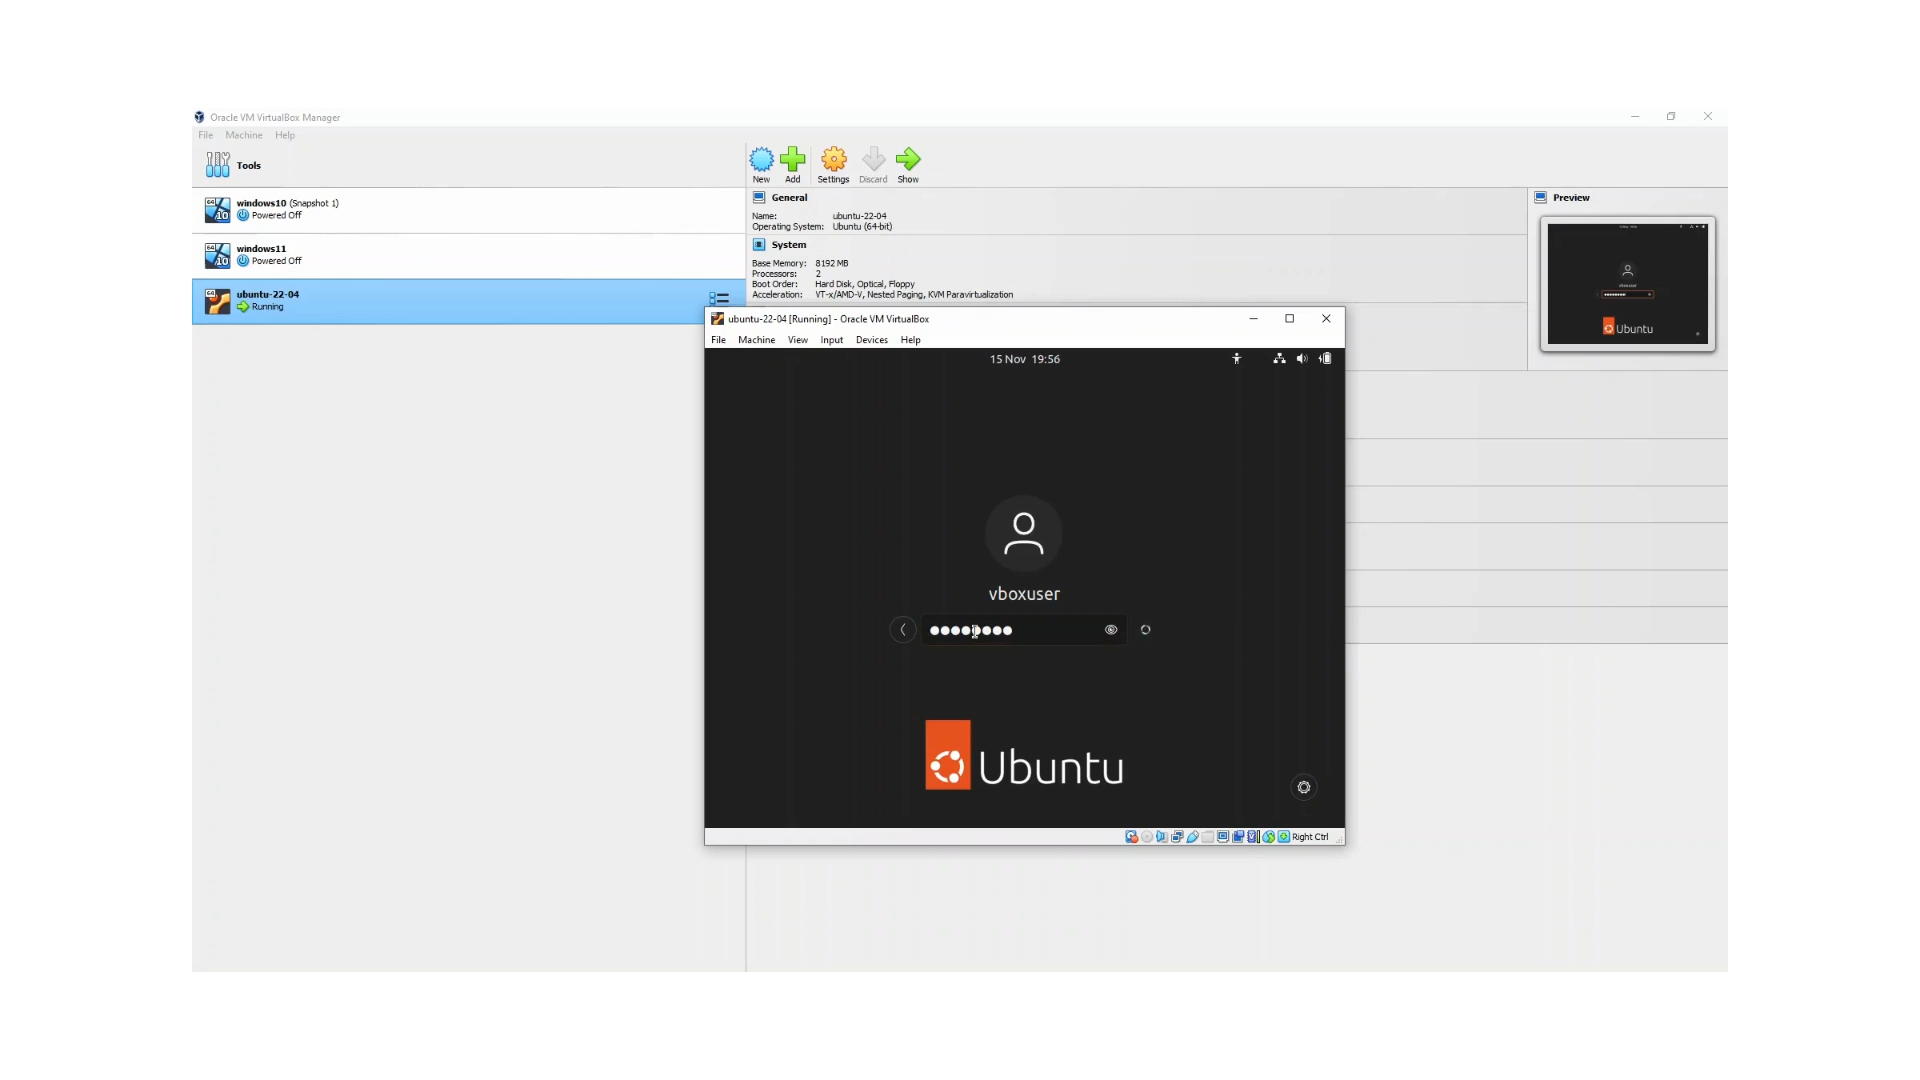 Oracle VM VirtualBox Manager
File Machine Help
Tools
New Add Settings Discard Show
windows10 (Snapshot 1)
Powered Off
windows11
Powered Off
ubuntu-22-04
Running
General
Name: ubuntu-22-04
Operating System: Ubuntu (64-bit)
System
Base Memory: 8192 MB
Processors: 2
Boot Order: Hard Disk, Optical, Floppy
Acceleration: VT-x/AMD-V, Nested Paging, KVM Paravirtualization
Preview
Ubuntu
ubuntu-22-04 [Running] - Oracle VM VirtualBox
File Machine View Input Devices Help
15 Nov 19:56
vboxuser
Ubuntu
Right Ctrl